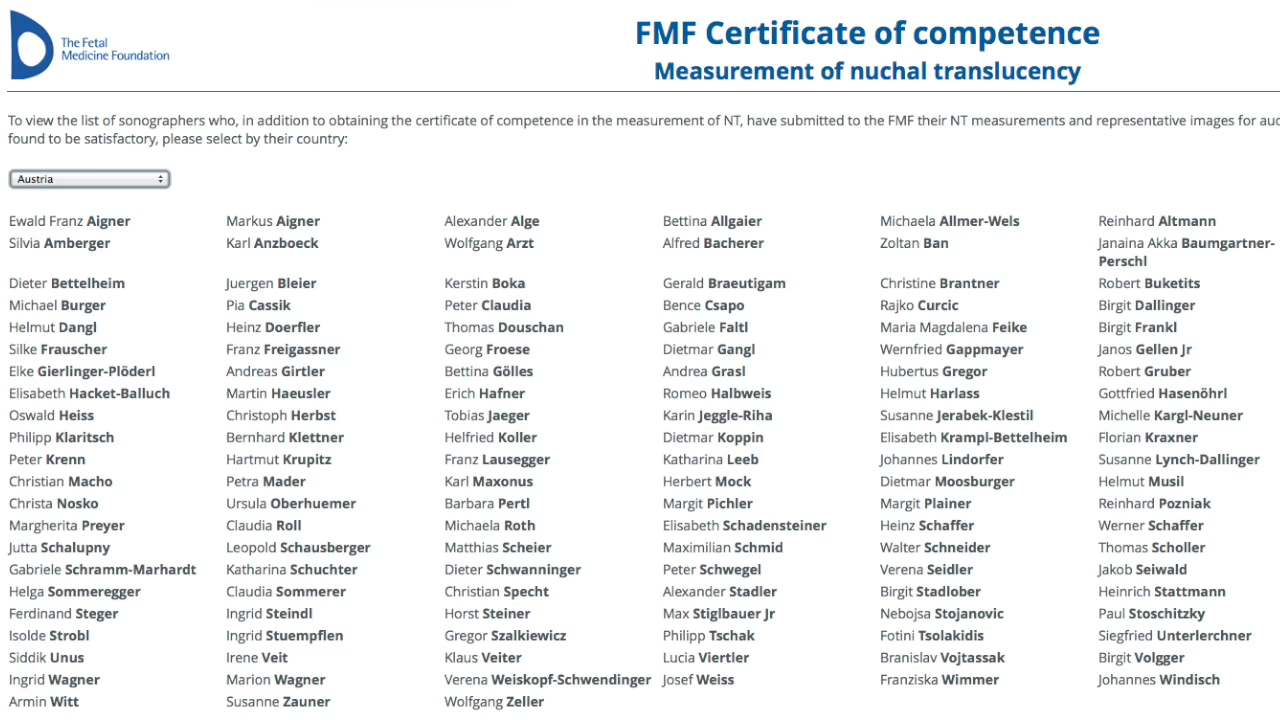 The Fetal
Medicine Foundation
FMF Certificate of competence
Measurement of nuchal translucency
To view the list of sonographers who, in addition to obtaining the certificate of competence in the measurement of NT, have submitted to the FMF their NT measurements and representative images for
found to be satisfactory, please select by their country:
Austria
Ewald Franz Aigner Markus Aigner Alexander Alge Bettina Allgaier Michaela Allmer-Wels Reinhard Altmann
Silvia Amberger Karl Anzboeck Wolfgang Arzt Alfred Bacherer Zoltan Ban Janaina Akka Baumgartner-
Perschl
Dieter Bettelheim Juergen Bleier Kerstin Boka Gerald Braeutigam Christine Brantner Robert Buketits
Michael Burger Pia Cassik Peter Claudia Bence Csapo Rajko Curcic Birgit Dallinger
Helmut Dangl Heinz Doerfler Thomas Douschan Gabriele Faltl Maria Magdalena Feike Birgit Frankl
Silke Frauscher Franz Freigassner Georg Froese Dietmar Gangl Wernfried Gappmayer Janos Gellen Jr
Elke Gierlinger-Plöderl Andreas Girtler Bettina Gölles Andrea Grasl Hubertus Gregor Robert Gruber
Elisabeth Hacket-Balluch Martin Haeusler Erich Hafner Romeo Halbweis Helmut Harlass Gottfried Hasenöhrl
Oswald Heiss Christoph Herbst Tobias Jaeger Karin Jeggle-Riha Susanne Jerabek-Klestil Michelle Kargl-Neuner
Philipp Klaritsch Bernhard Klettner Helfried Koller Dietmar Koppin Elisabeth Krampl-Bettelheim Florian Kraxner
Peter Krenn Hartmut Krupitz Franz Lausegger Katharina Leeb Johannes Lindorfer Susanne Lynch-Dallinger
Christian Macho Petra Mader Karl Maxonus Herbert Mock Dietmar Moosburger Helmut Musil
Christa Nosko Ursula Oberhuemer Barbara Pertl Margit Pichler Margit Plainer Reinhard Pozniak
Margherita Preyer Claudia Roll Michaela Roth Elisabeth Schadensteiner Heinz Schaffer Werner Schaffer
Jutta Schalupny Leopold Schausberger Matthias Scheier Maximilian Schmid Walter Schneider Thomas Scholler
Gabriele Schramm-Marhardt Katharina Schuchter Dieter Schwanninger Peter Schwegel Verena Seidler Jakob Seiwald
Helga Sommeregger Claudia Sommerer Christian Specht Alexander Stadler Birgit Stadlober Heinrich Stattmann
Ferdinand Steger Ingrid Steindl Horst Steiner Max Stiglbauer Jr Nebojsa Stojanovic Paul Stoschitzky
Isolde Strobl Ingrid Stuempflen Gregor Szalkiewicz Philipp Tschak Fotini Tsolakidis Siegfried Unterlerchner
Siddik Unus Irene Veit Klaus Veiter Lucia Viertler Branislav Vojtassak Birgit Volgger
Ingrid Wagner Marion Wagner Verena Weiskopf-Schwendinger Josef Weiss Franziska Wimmer Johannes Windisch
Armin Witt Susanne Zauner Wolfgang Zeller